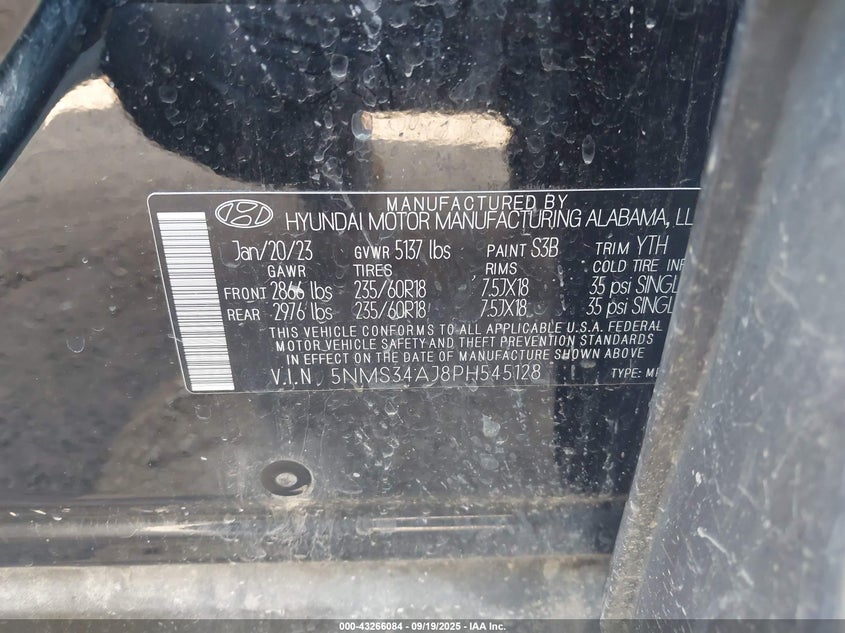 MANUFACTURED BY
HYUNDAI MOTOR MANUFACTURING ALABAMA, LL
Jan/20/23 GVWR 5137 lbs PAINT S3B TRIM YTH
GAWR TIRES RIMS COLD TIRE INF
FRONT 2866 lbs 235/60R18 7.57X18 35 psi SINGL
REAR 2976 lbs 235/60R18 7.57X18 35 psi SINGL
THIS VEHICLE CONFORMS TO ALL APPLICABLE U.S.A. FEDERAL
MOTOR VEHICLE SAFETY AND THEFT PREVENTION STANDARDS
IN EFFECT ON THE DATE OF MANUFACTURE SHOWN ABOVE
V.I.N 5NMS34AJ8PH545128 TYPE: MP
000-43266084 - 09/19/2025 - IAA Inc.